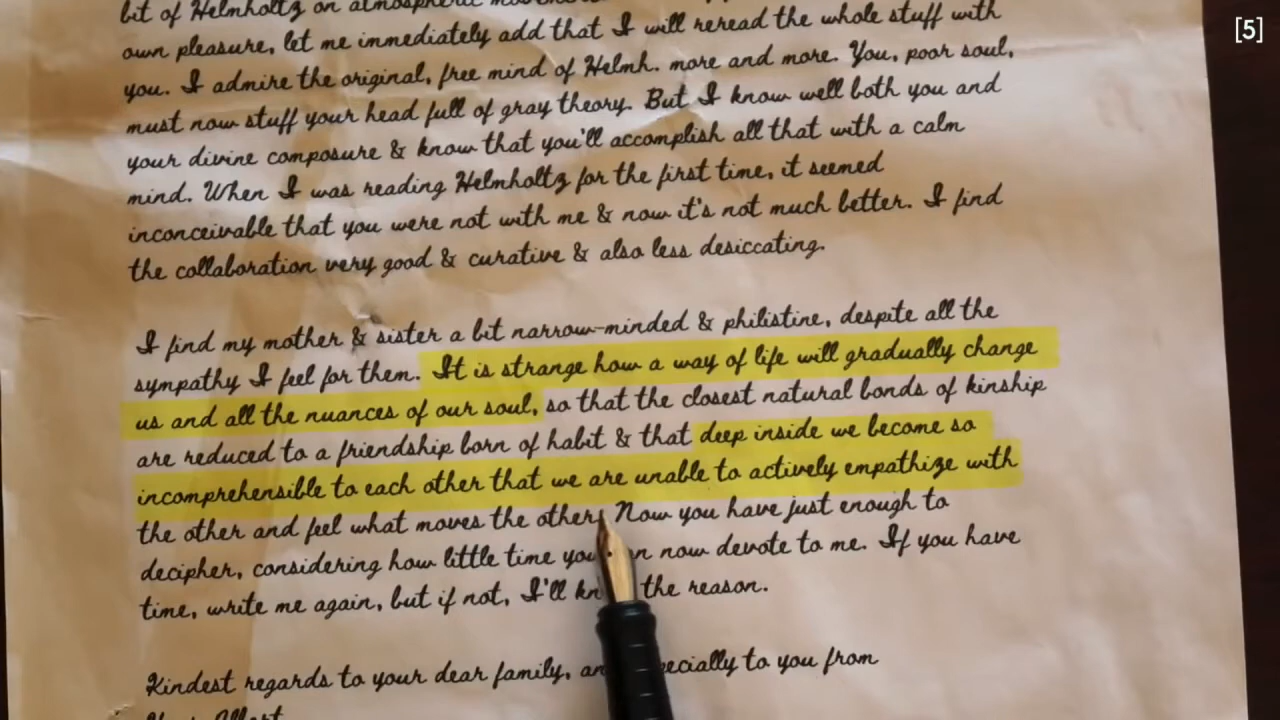 [5]
bit of Helmholtz on atmospheric
own pleasure, let me immediately add that I will reread the whole stuff with
you. I admire the original, free mind of Helmh. more and more. You, poor soul,
must now stuff your head full of gray theory. But I know well both you and
your divine composure & know that you'll accomplish all that with a calm
mind. When I was reading Helmholtz for the first time, it seemed
inconceivable that you were not with me & now it's not much better. I find
the collaboration very good & curative & also less desiccating.
I find my mother & sister a bit narrow-minded & philistine, despite all the
sympathy I feel for them. It is strange how a way of life will gradually change
us and all the nuances of our soul, so that the closest natural bonds of kinship
are reduced to a friendship born of habit & that deep inside we become so
incomprehensible to each other that we are unable to actively empathize with
the other and feel what moves the other. Now you have just enough to
decipher, considering how little time you now devote to me. If you have
time, write me again, but if not, I'll the reason.
Kindest regards to your dear family, to you from